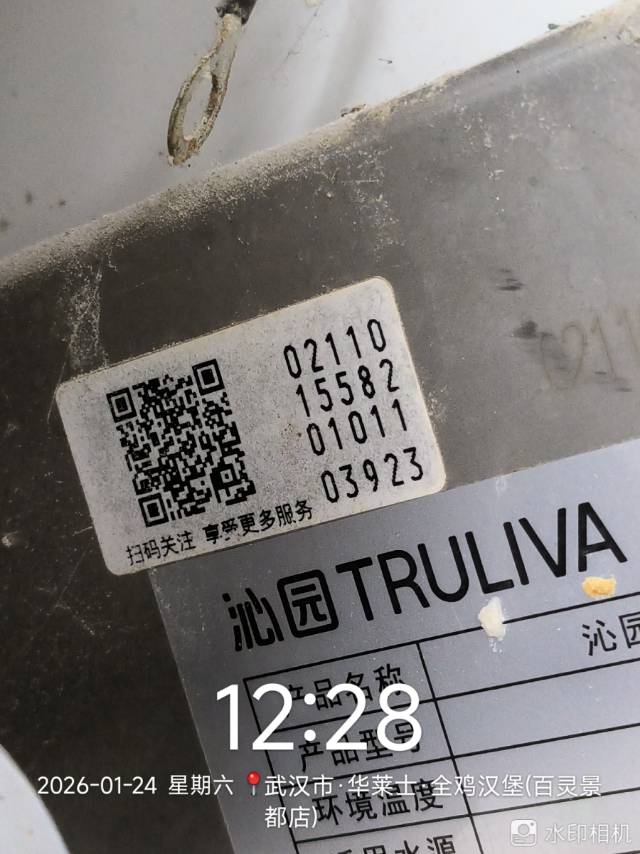 02110
15582
01011
03923
扫码关注 享受更多服务
沁园TRULIVA
沁园
产品名称
产品型号
环境温度
用水源
12:28
2026-01-24 星期六 武汉市·华莱士·全鸡汉堡(百灵景
都店)
水印相机